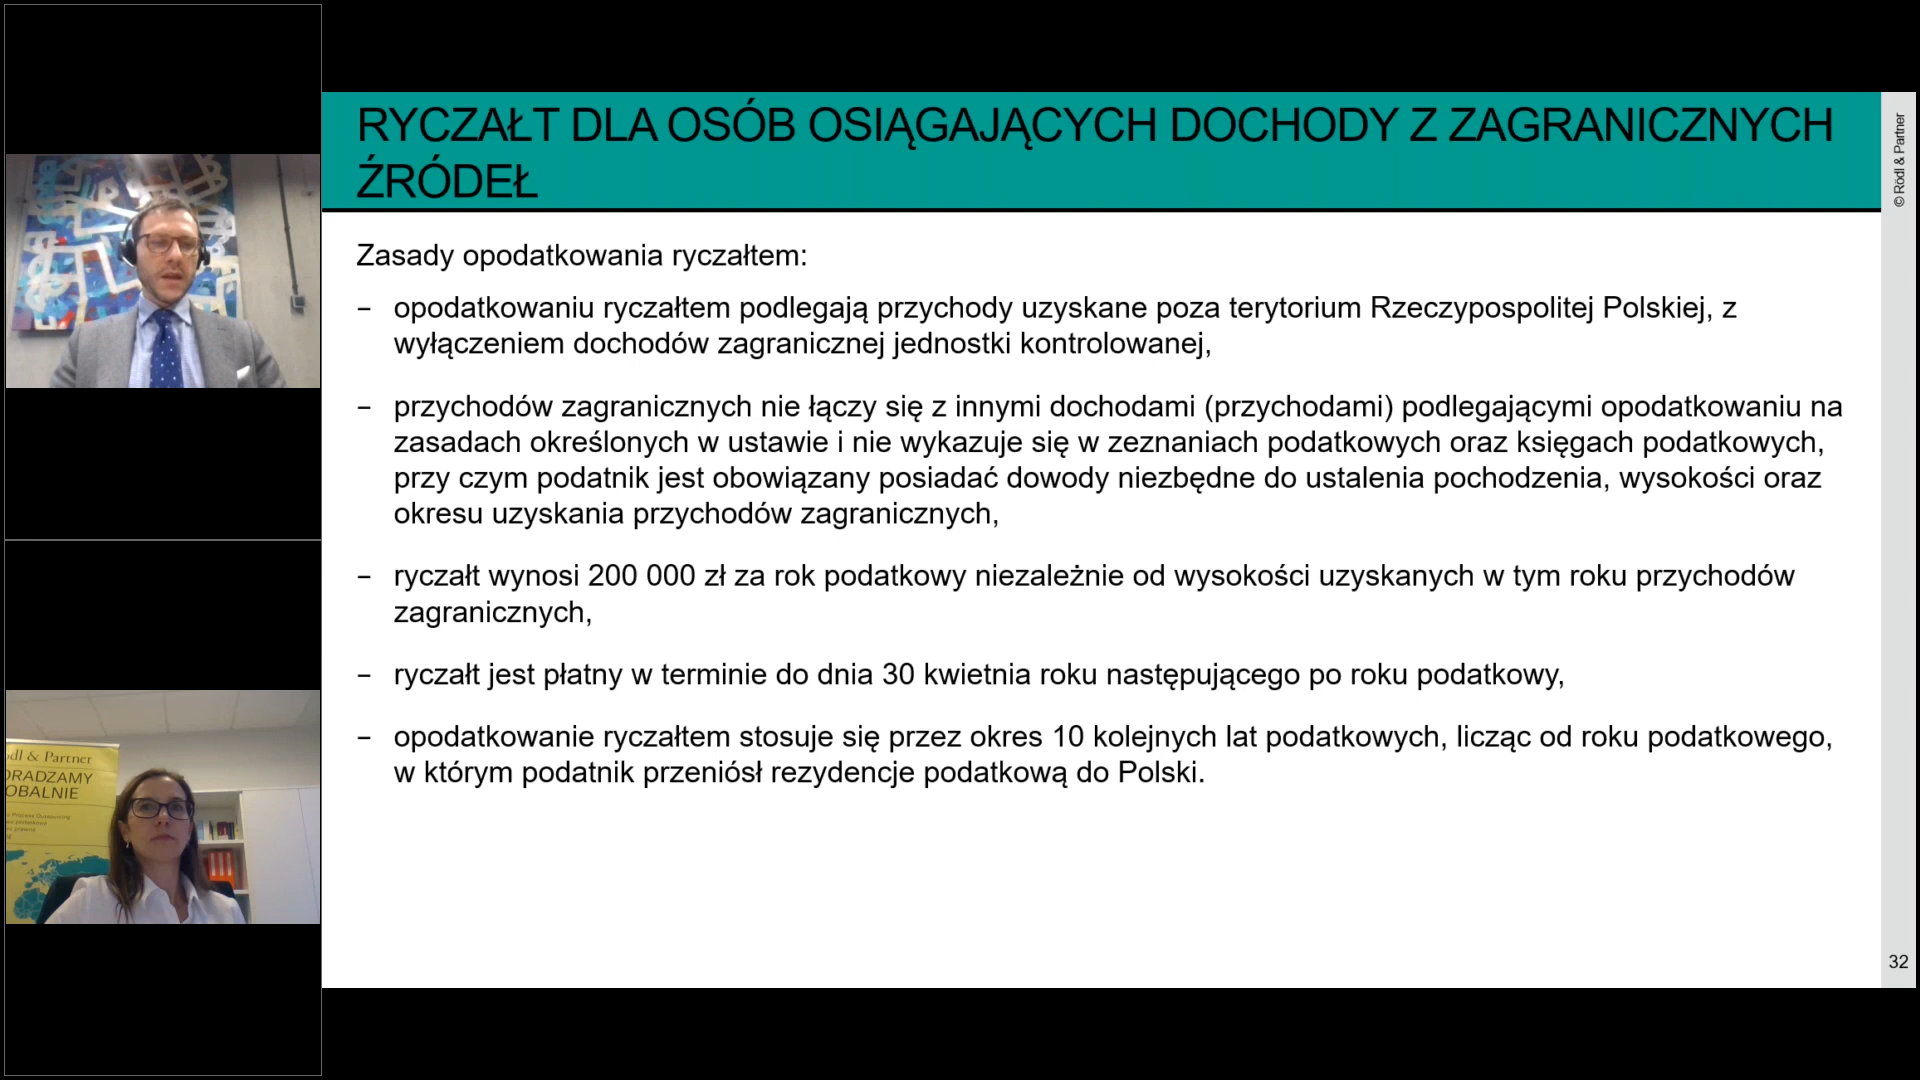 RYCZAŁT DLA OSÓB OSIĄGAJĄCYCH DOCHODY Z ZAGRANICZNYCH
ŹRÓDEŁ
© Rödl & Partner
Zasady opodatkowania ryczałtem:
– opodatkowaniu ryczałtem podlegają przychody uzyskane poza terytorium Rzeczypospolitej Polskiej, z
wyłączeniem dochodów zagranicznej jednostki kontrolowanej,
– przychodów zagranicznych nie łączy się z innymi dochodami (przychodami) podlegającymi opodatkowaniu na
zasadach określonych w ustawie i nie wykazuje się w zeznaniach podatkowych oraz księgach podatkowych,
przy czym podatnik jest obowiązany posiadać dowody niezbędne do ustalenia pochodzenia, wysokości oraz
okresu uzyskania przychodów zagranicznych,
– ryczałt wynosi 200 000 zł za rok podatkowy niezależnie od wysokości uzyskanych w tym roku przychodów
zagranicznych,
– ryczałt jest płatny w terminie do dnia 30 kwietnia roku następującego po roku podatkowy,
– opodatkowanie ryczałtem stosuje się przez okres 10 kolejnych lat podatkowych, licząc od roku podatkowego,
w którym podatnik przeniósł rezydencje podatkową do Polski.
32
dl & Partner
ORADZAMY
OBALNIE